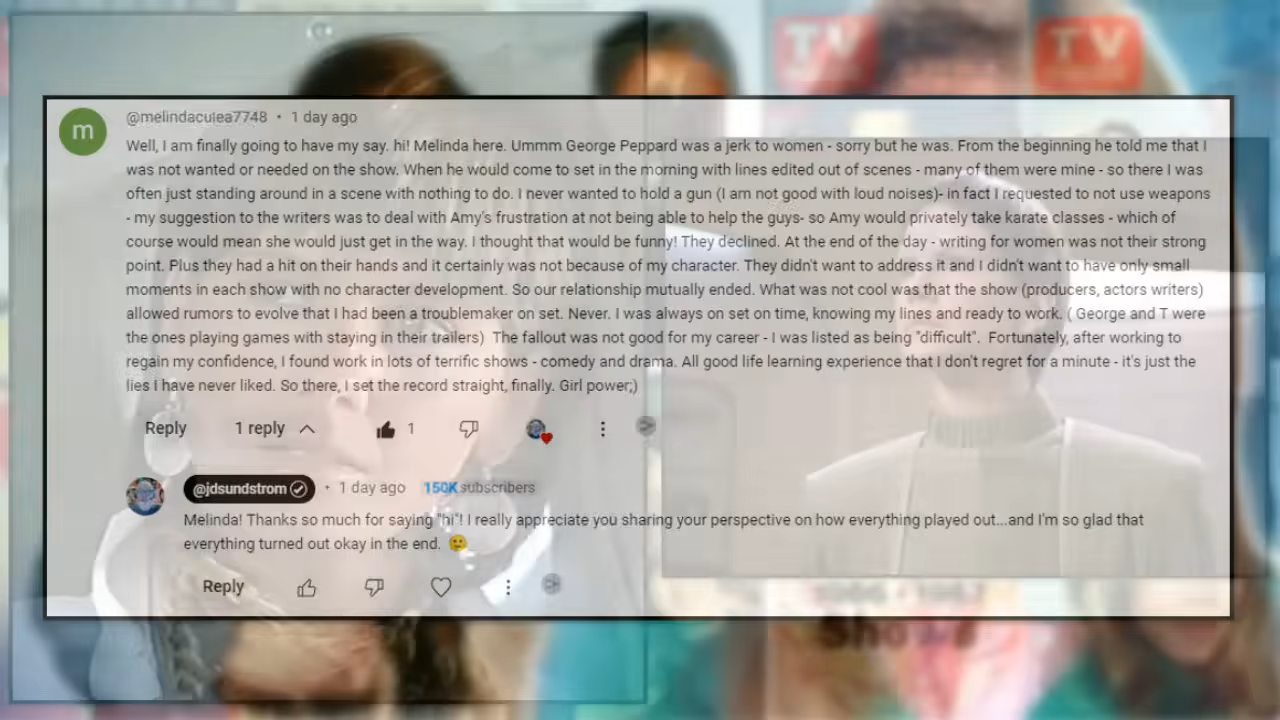 TV
TV
m
@melindaculea7748 • 1 day ago
Well, I am finally going to have my say. hi! Melinda here. Ummm George Peppard was a jerk to women - sorry but he was. From the beginning he told me that I
was not wanted or needed on the show. When he would come to set in the morning with lines edited out of scenes - many of them were mine - so there I was
often just standing around in a scene with nothing to do. I never wanted to hold a gun (I am not good with loud noises)- in fact I requested to not use weapons
- my suggestion to the writers was to deal with Amy's frustration at not being able to help the guys- so Amy would privately take karate classes - which of
course would mean she would just get in the way. I thought that would be funny! They declined. At the end of the day - writing for women was not their strong
point. Plus they had a hit on their hands and it certainly was not because of my character. They didn't want to address it and I didn't want to have only small
moments in each show with no character development. So our relationship mutually ended. What was not cool was that the show (producers, actors writers)
allowed rumors to evolve that I had been a troublemaker on set. Never. I was always on set on time, knowing my lines and ready to work. ( George and T were
the ones playing games with staying in their trailers)  The fallout was not good for my career - I was listed as being "difficult".  Fortunately, after working to
regain my confidence, I found work in lots of terrific shows - comedy and drama. All good life learning experience that I don't regret for a minute - it's just the
lies I have never liked. So there, I set the record straight, finally. Girl power;)
Reply 1 reply 1
@jdsundstrom • 1 day ago 150K subscribers
Melinda! Thanks so much for saying "hi"! I really appreciate you sharing your perspective on how everything played out...and I'm so glad that
everything turned out okay in the end. 🙂
Reply
Shows